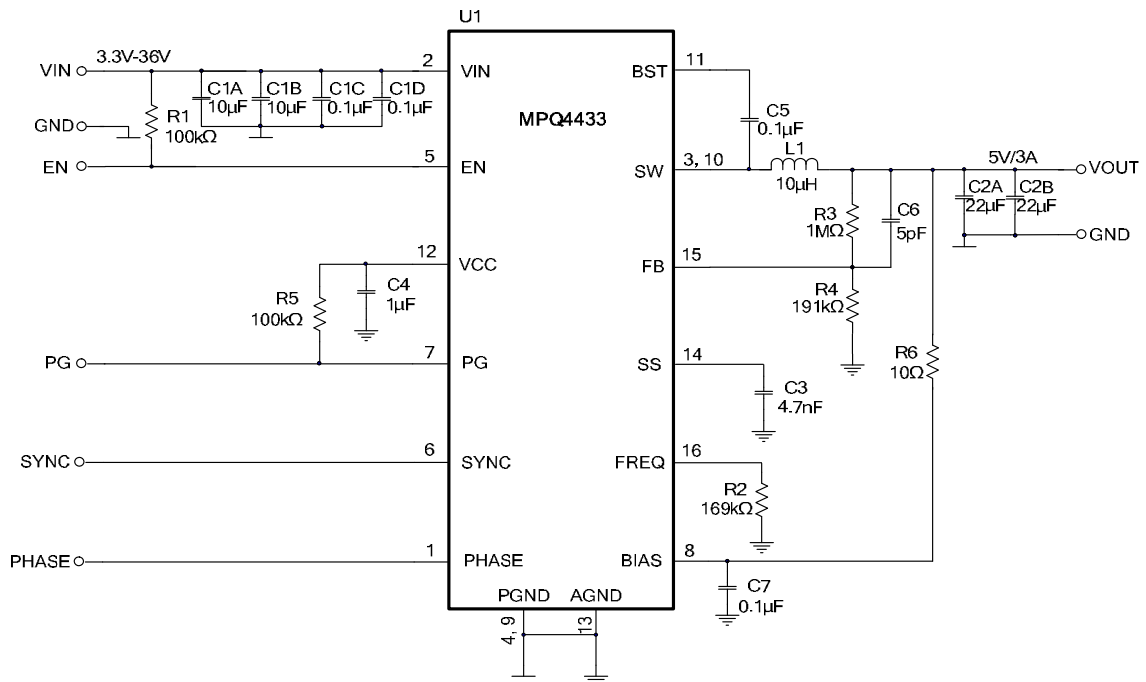 U1
3.3V-36V
VIN
2
VIN
BST
11
C1A
10µF
C1B
10µF
C1C
0.1µF
C1D
0.1µF
R1
100kΩ
MPQ4433
C5
0.1µF
GND
EN
5
EN
SW
3, 10
L1
10µH
5V/3A
VOUT
C2A
22µF
C2B
22µF
R3
1MΩ
C6
5pF
GND
12
VCC
FB
15
R5
100kΩ
C4
1µF
R4
191kΩ
PG
7
PG
SS
14
R6
10Ω
C3
4.7nF
SYNC
6
SYNC
FREQ
16
R2
169kΩ
PHASE
1
PHASE
BIAS
8
C7
0.1µF
PGND
AGND
4, 9
13